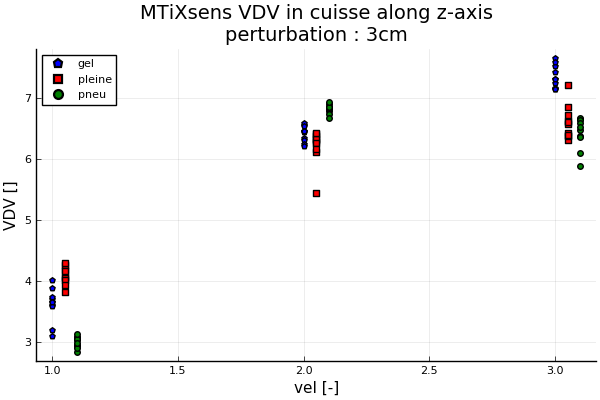 MTiXsens VDV in cuisse along z-axis
perturbation : 3cm
gel
pleine
pneu
7
6
5
4
3
VDV []
1.0
1.5
2.0
2.5
3.0
vel [-]